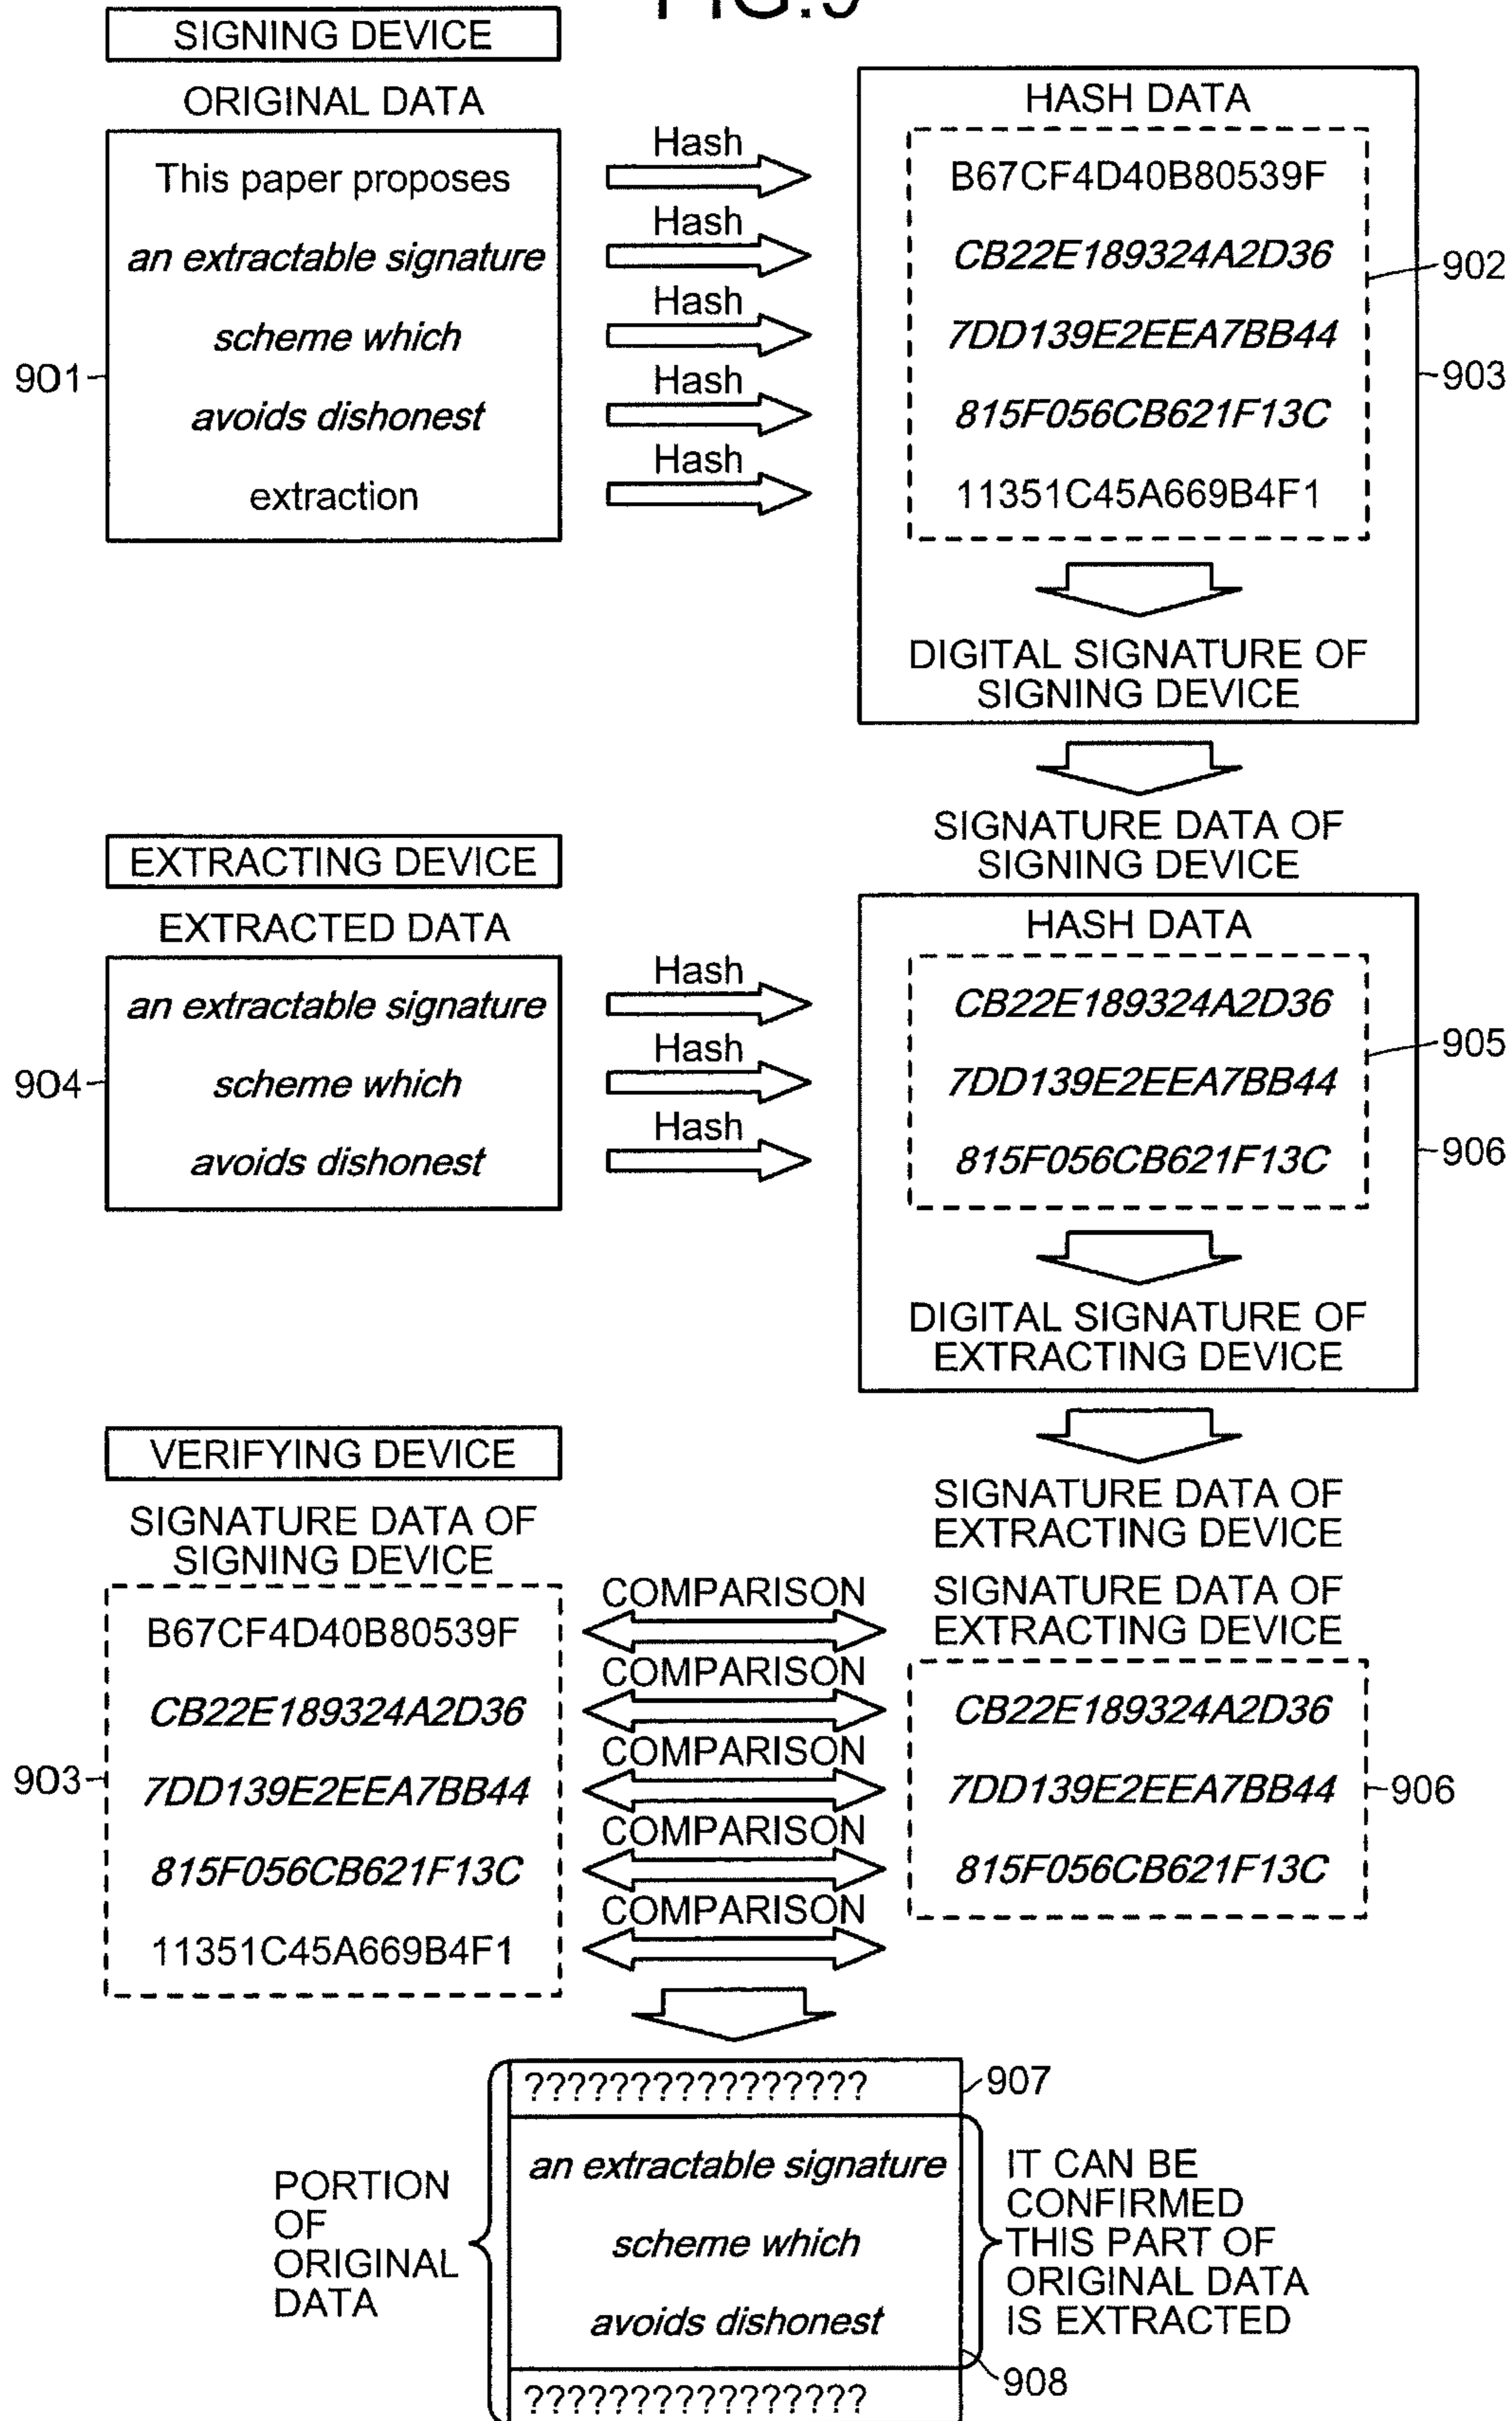 FIG.9
SIGNING DEVICE
ORIGINAL DATA
This paper proposes
an extractable signature
scheme which
avoids dishonest
extraction
901
Hash
Hash
Hash
Hash
Hash
HASH DATA
B67CF4D40B80539F
CB22E189324A2D36
7DD139E2EEA7BB44
815F056CB621F13C
11351C45A669B4F1
902
903
DIGITAL SIGNATURE OF
SIGNING DEVICE
SIGNATURE DATA OF
SIGNING DEVICE
EXTRACTING DEVICE
EXTRACTED DATA
an extractable signature
scheme which
avoids dishonest
904
Hash
Hash
Hash
HASH DATA
CB22E189324A2D36
7DD139E2EEA7BB44
815F056CB621F13C
905
906
DIGITAL SIGNATURE OF
EXTRACTING DEVICE
SIGNATURE DATA OF
EXTRACTING DEVICE
VERIFYING DEVICE
SIGNATURE DATA OF
SIGNING DEVICE
B67CF4D40B80539F
CB22E189324A2D36
7DD139E2EEA7BB44
815F056CB621F13C
11351C45A669B4F1
903
COMPARISON
COMPARISON
COMPARISON
COMPARISON
COMPARISON
SIGNATURE DATA OF
EXTRACTING DEVICE
CB22E189324A2D36
7DD139E2EEA7BB44
815F056CB621F13C
906
PORTION
OF
ORIGINAL
DATA
????????????????
an extractable signature
scheme which
avoids dishonest
????????????????
907
IT CAN BE
CONFIRMED
THIS PART OF
ORIGINAL DATA
IS EXTRACTED
908